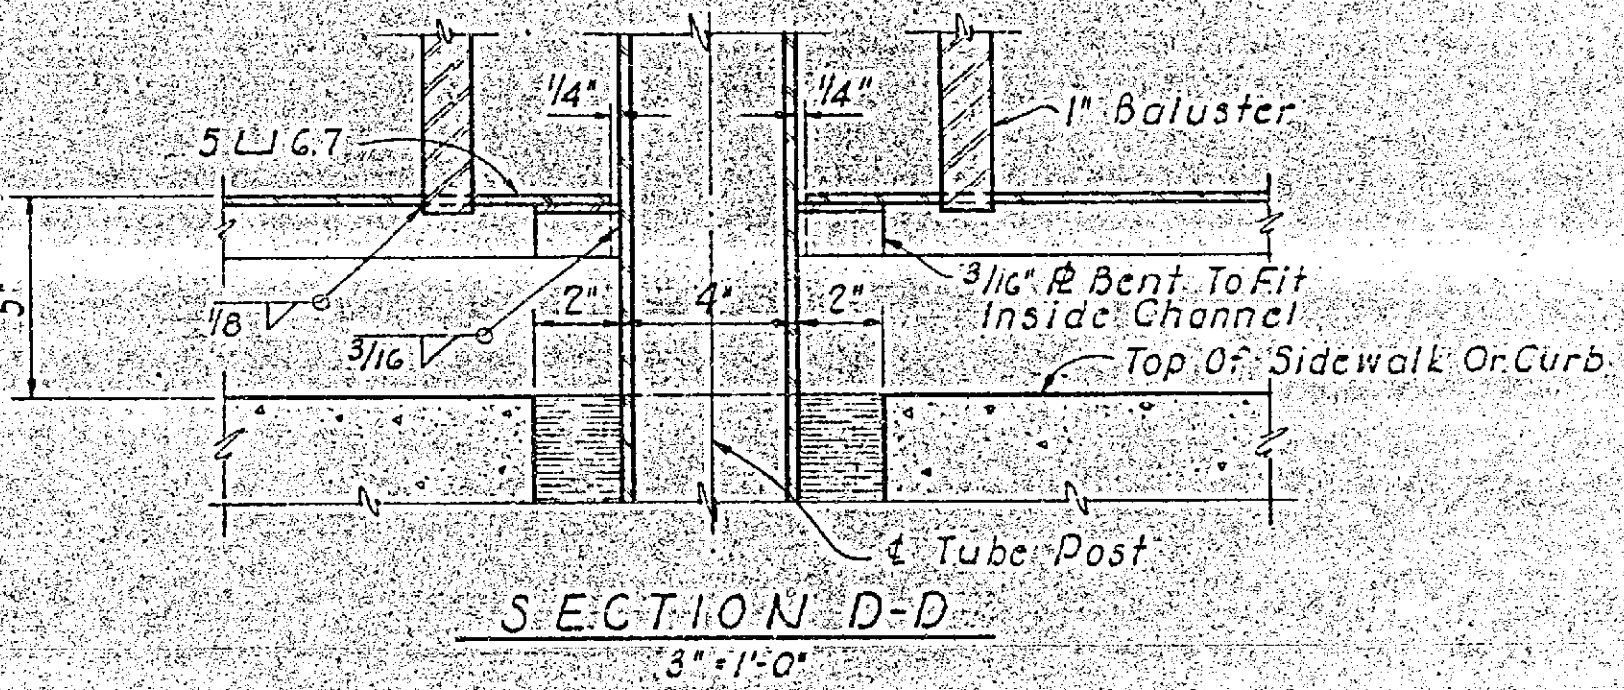 1/4" 1/4"
1" Baluster
5 ⊔ 6.7
5"
3/16" ⅊ Bent To Fit
Inside Channel
1/8
2" 4" 2"
3/16
Top Of Sidewalk Or Curb
℄ Tube Post
SECTION D-D
3" = 1'-0"